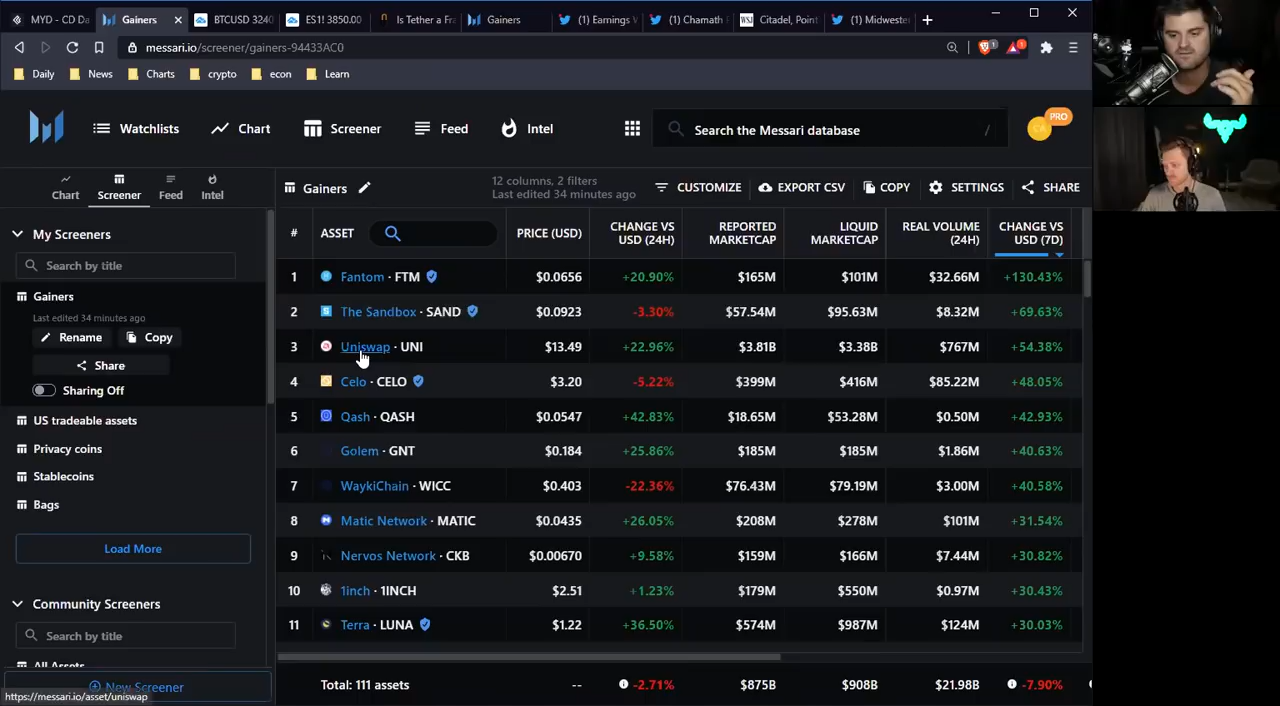 MYD - CD Da
Gainers
BTCUSD 3240
ES1! 3850.00
Is Tether a Fra
Gainers
(1) Earnings V
(1) Chamath P
WSJ Citadel, Point
(1) Midwester
messari.io/screener/gainers-94433AC0
Daily News Charts crypto econ Learn
Watchlists Chart Screener Feed Intel
Search the Messari database /
PRO
Chart Screener Feed Intel
Gainers
12 columns, 2 filters
Last edited 34 minutes ago
CUSTOMIZE EXPORT CSV COPY SETTINGS SHARE
My Screeners
Search by title
Gainers
Last edited 34 minutes ago
Rename Copy
Share
Sharing Off
US tradeable assets
Privacy coins
Stablecoins
Bags
Load More
Community Screeners
Search by title
All Assets
New Screener
https://messari.io/asset/uniswap
# ASSET PRICE (USD) CHANGE VS USD (24H) REPORTED MARKETCAP LIQUID MARKETCAP REAL VOLUME (24H) CHANGE VS USD (7D)
1 Fantom · FTM $0.0656 +20.90% $165M $101M $32.66M +130.43%
2 The Sandbox · SAND $0.0923 -3.30% $57.54M $95.63M $8.32M +69.63%
3 Uniswap · UNI $13.49 +22.96% $3.81B $3.38B $767M +54.38%
4 Celo · CELO $3.20 -5.22% $399M $416M $85.22M +48.05%
5 Qash · QASH $0.0547 +42.83% $18.65M $53.28M $0.50M +42.93%
6 Golem · GNT $0.184 +25.86% $185M $185M $1.86M +40.63%
7 WaykiChain · WICC $0.403 -22.36% $76.43M $79.19M $3.00M +40.58%
8 Matic Network · MATIC $0.0435 +26.05% $208M $278M $101M +31.54%
9 Nervos Network · CKB $0.00670 +9.58% $159M $166M $7.44M +30.82%
10 1inch · 1INCH $2.51 +1.23% $179M $550M $0.97M +30.43%
11 Terra · LUNA $1.22 +36.50% $574M $987M $124M +30.03%
Total: 111 assets -- -2.71% $875B $908B $21.98B -7.90%